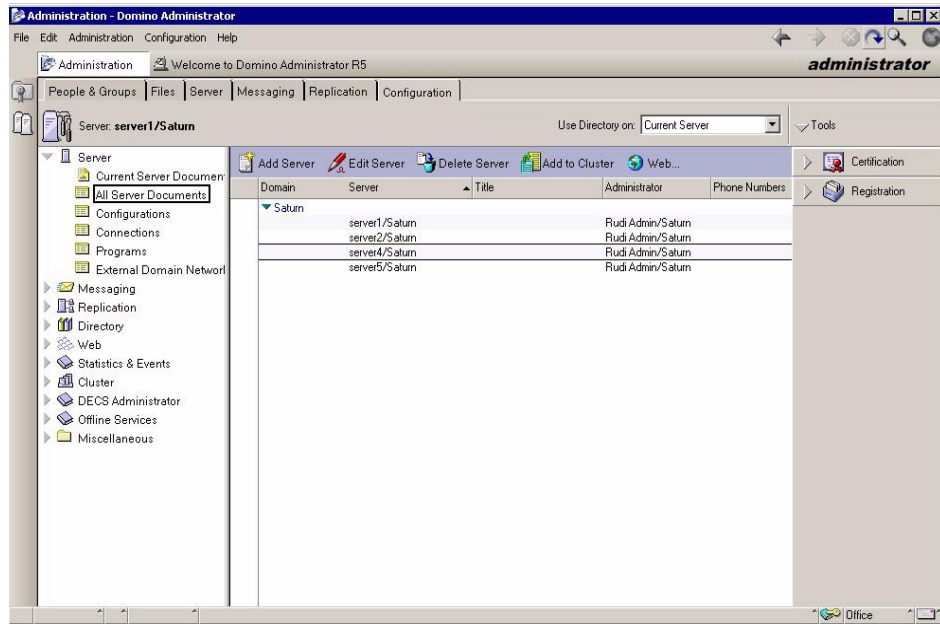 Administration - Domino Administrator
File Edit Administration Configuration Help
Administration Welcome to Domino Administrator R5 administrator
People & Groups Files Server Messaging Replication Configuration
Server: server1/Saturn Use Directory on: Current Server Tools
Server
Current Server Documen
All Server Documents
Configurations
Connections
Programs
External Domain Networl
Messaging
Replication
Directory
Web
Statistics & Events
Cluster
DECS Administrator
Offline Services
Miscellaneous
Add Server Edit Server Delete Server Add to Cluster Web...
Domain Server Title Administrator Phone Numbers
Saturn
server1/Saturn Rudi Admin/Saturn
server2/Saturn Rudi Admin/Saturn
server4/Saturn Rudi Admin/Saturn
server5/Saturn Rudi Admin/Saturn
Certification
Registration
Office